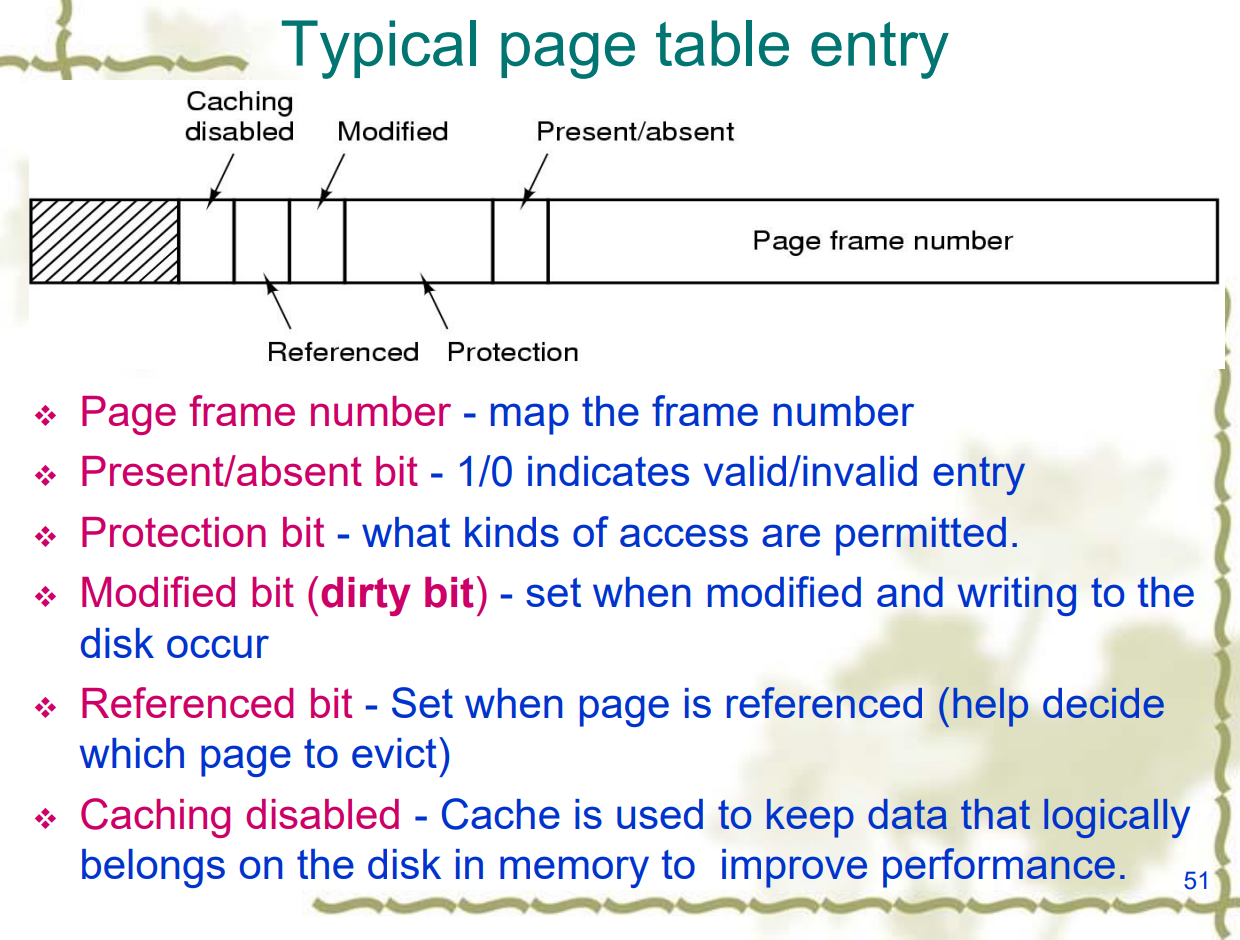 Typical page table entry
Caching
disabled
Modified
Present/absent
Page frame number
Referenced
Protection
Page frame number - map the frame number
Present/absent bit - 1/0 indicates valid/invalid entry
Protection bit - what kinds of access are permitted.
Modified bit (dirty bit) - set when modified and writing to the
disk occur
Referenced bit - Set when page is referenced (help decide
which page to evict)
Caching disabled - Cache is used to keep data that logically
belongs on the disk in memory to  improve performance.
51